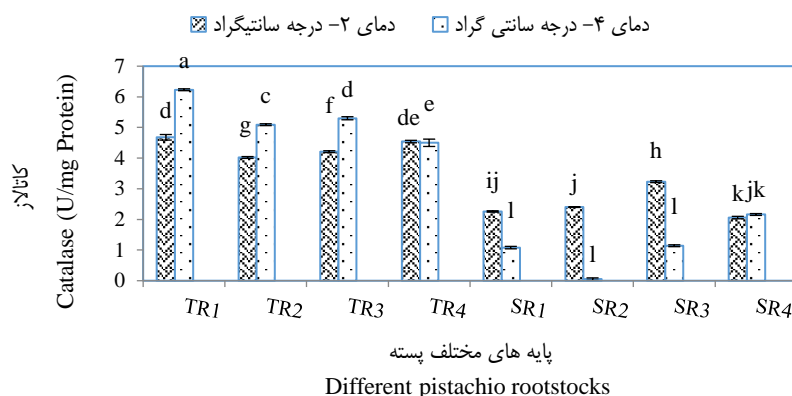 دمای ۲- درجه سانتیگراد دمای ۴- درجه سانتی گراد
7
6
5
4
3
2
1
0
کاتالاز
Catalase (U/mg Protein)
d a g c f d de e ij l j l h l k jk
TR1 TR2 TR3 TR4 SR1 SR2 SR3 SR4
پایه های مختلف پسته
Different pistachio rootstocks